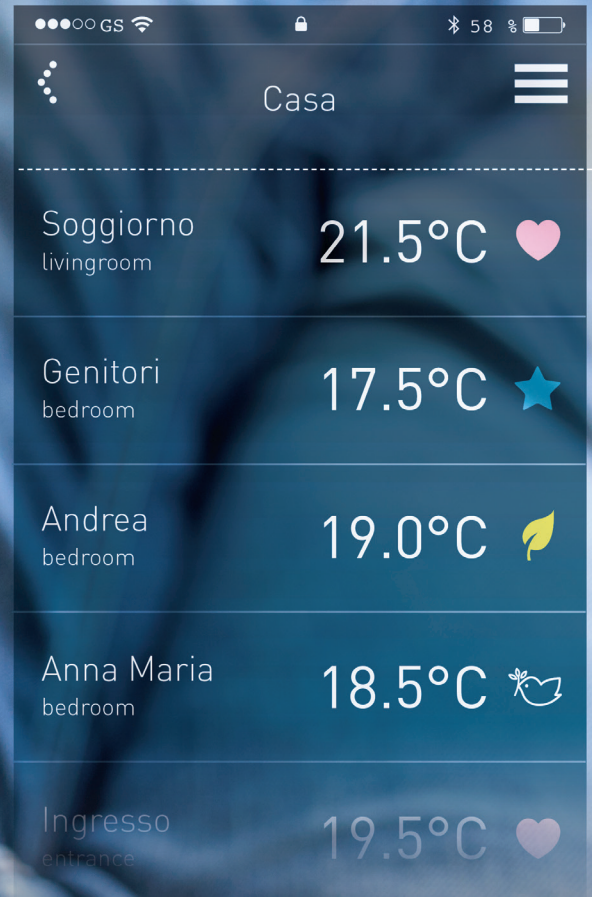 GS 58 %
Casa
Soggiorno
livingroom
21.5°C
Genitori
bedroom
17.5°C
Andrea
bedroom
19.0°C
Anna Maria
bedroom
18.5°C
Ingresso
entrance
19.5°C